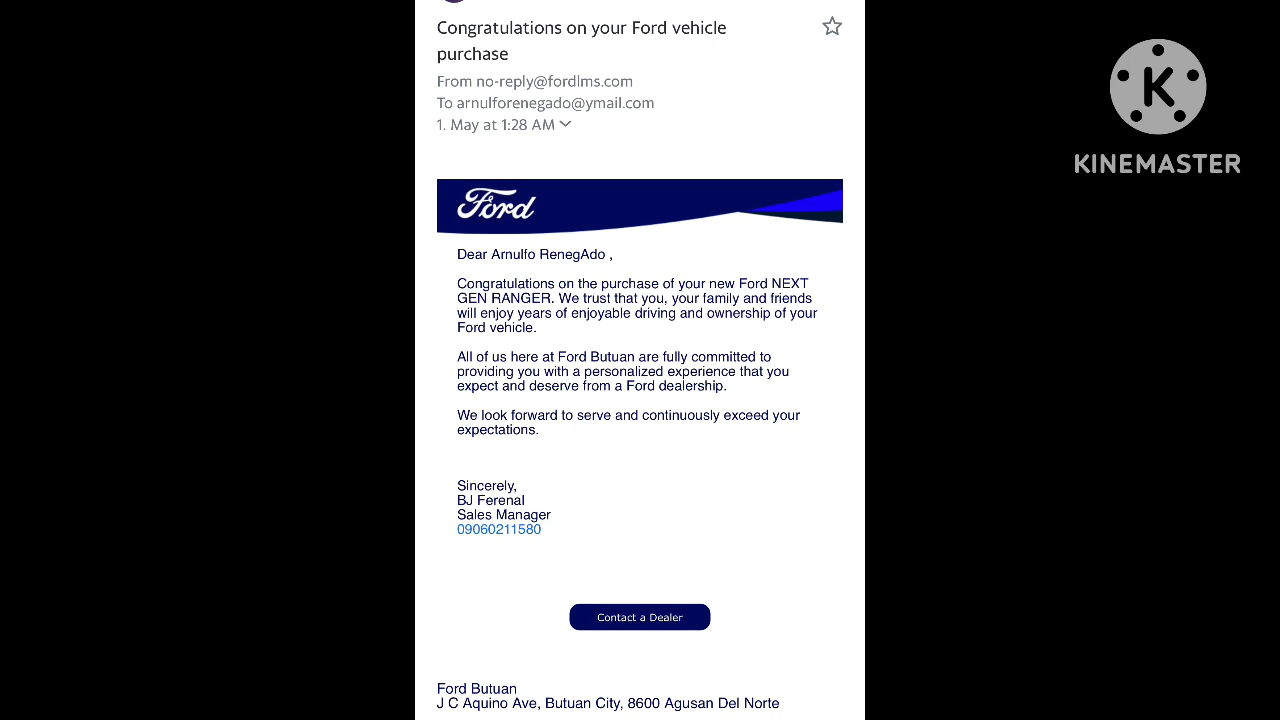 Congratulations on your Ford vehicle
purchase
From no-reply@fordlms.com
To arnulforenegado@ymail.com
1. May at 1:28 AM
K
KINEMASTER
Ford
Dear Arnulfo RenegAdo ,
Congratulations on the purchase of your new Ford NEXT
GEN RANGER. We trust that you, your family and friends
will enjoy years of enjoyable driving and ownership of your
Ford vehicle.
All of us here at Ford Butuan are fully committed to
providing you with a personalized experience that you
expect and deserve from a Ford dealership.
We look forward to serve and continuously exceed your
expectations.
Sincerely,
BJ Ferenal
Sales Manager
09060211580
Contact a Dealer
Ford Butuan
J C Aquino Ave, Butuan City, 8600 Agusan Del Norte